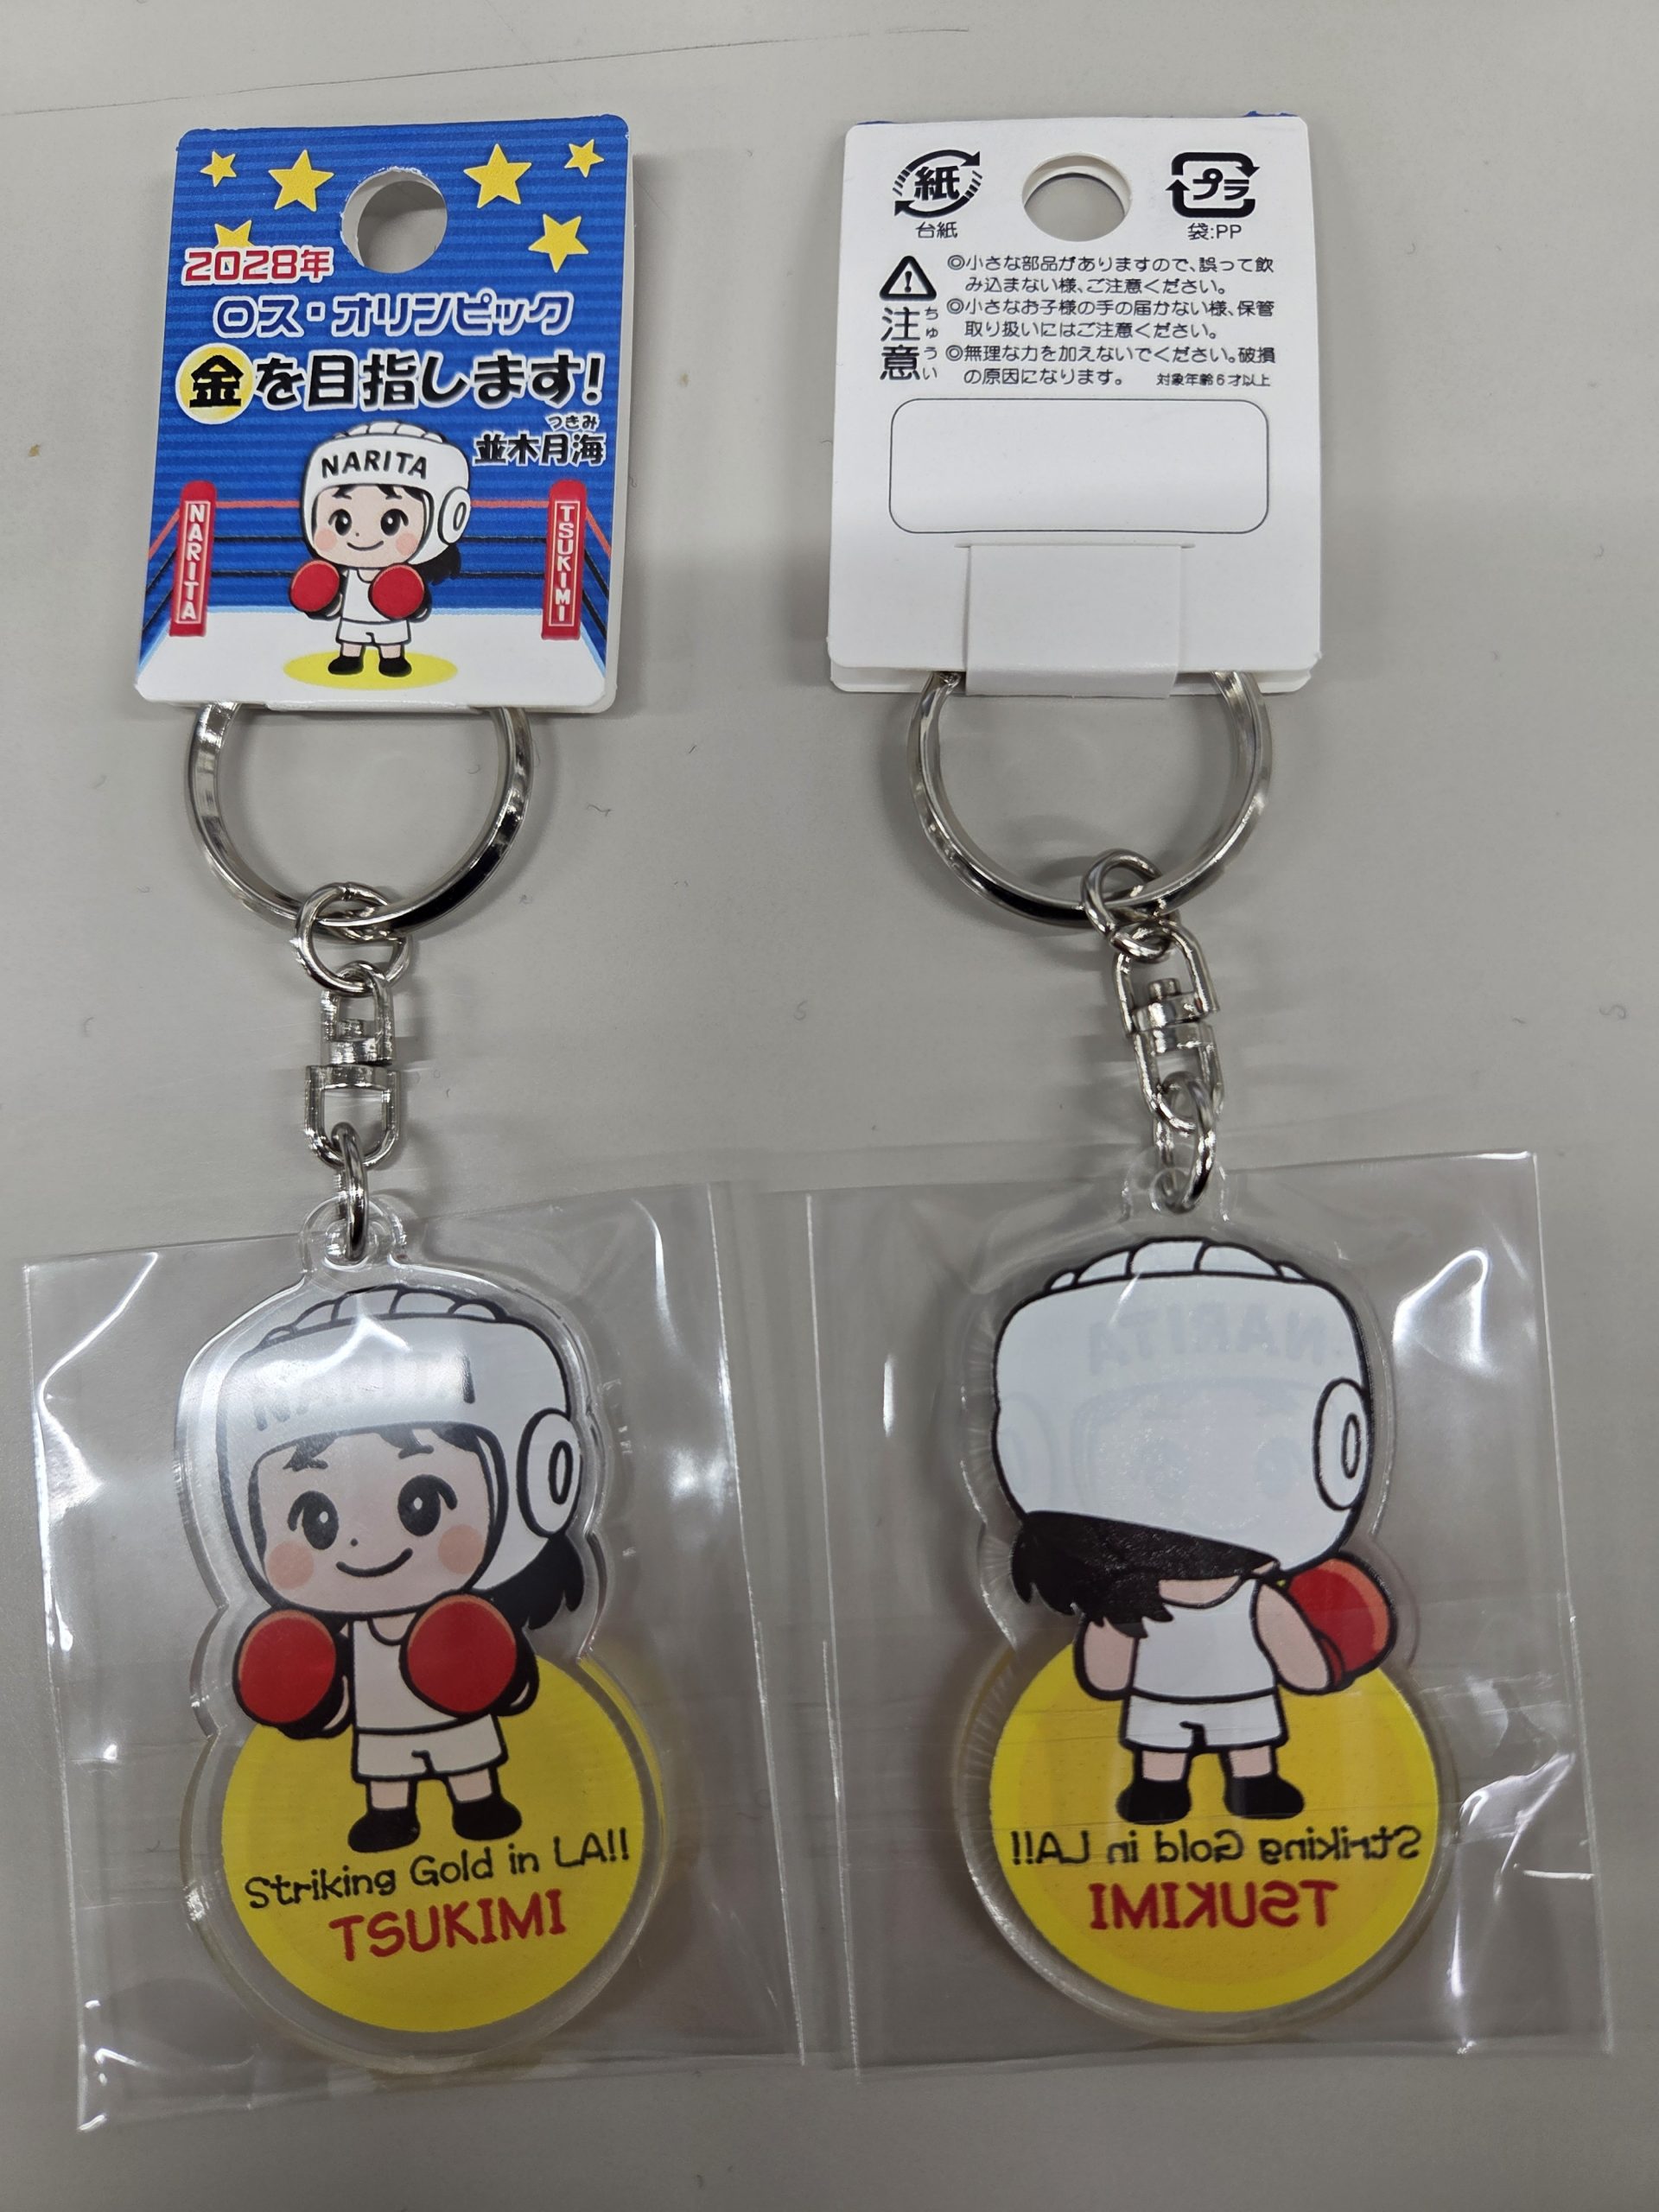 2028年
ロス・オリンピック
金を目指します!
つきみ
並木月海
NARITA
NARITA
TSUKIMI
紙
台紙
プラ
袋:PP
注意
ちゅうい
◎小さな部品がありますので、誤って飲
み込まない様、ご注意ください。
◎小さなお子様の手の届かない様、保管
取り扱いにはご注意ください。
◎無理な力を加えないでください。破損
の原因になります。
対象年齢6才以上
NARITA
Striking Gold in LA!!
TSUKIMI
NARITA
Striking Gold in LA!!
TSUKIMI